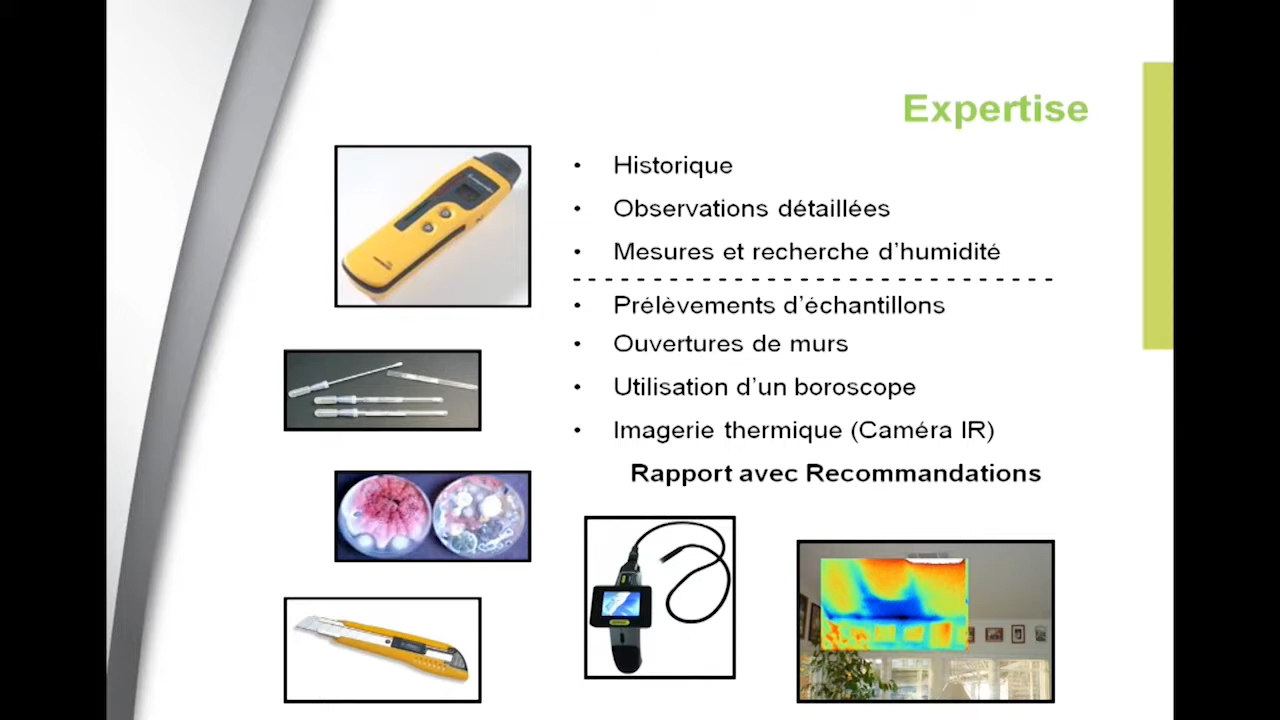 Expertise
• Historique
• Observations détaillées
• Mesures et recherche d'humidité
• Prélèvements d'échantillons
• Ouvertures de murs
• Utilisation d'un boroscope
• Imagerie thermique (Caméra IR)
Rapport avec Recommandations